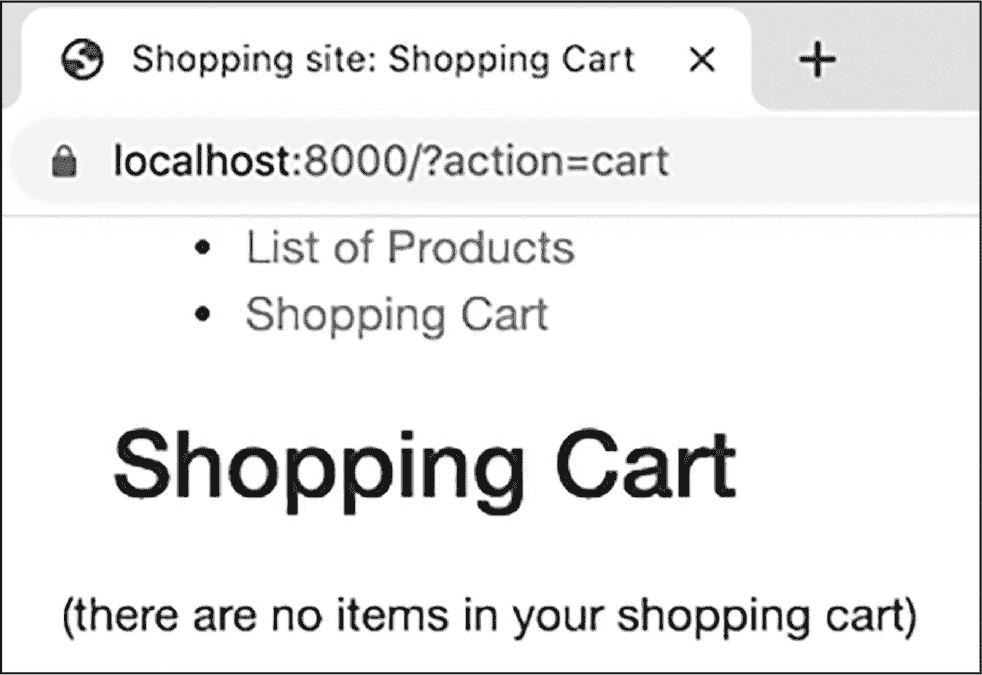 Shopping site: Shopping Cart
localhost:8000/?action=cart
List of Products
Shopping Cart
Shopping Cart
(there are no items in your shopping cart)